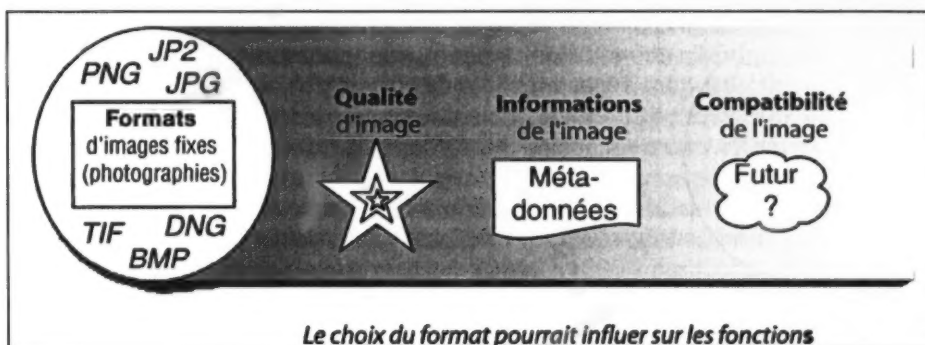 JP2
PNG
JPG
Formats
d'images fixes
(photographies)
TIF
DNG
BMP
Qualité
d'image
Informations
de l'image
Méta-
données
Compatibilité
de l'image
Futur
?
Le choix du format pourrait influer sur les fonctions